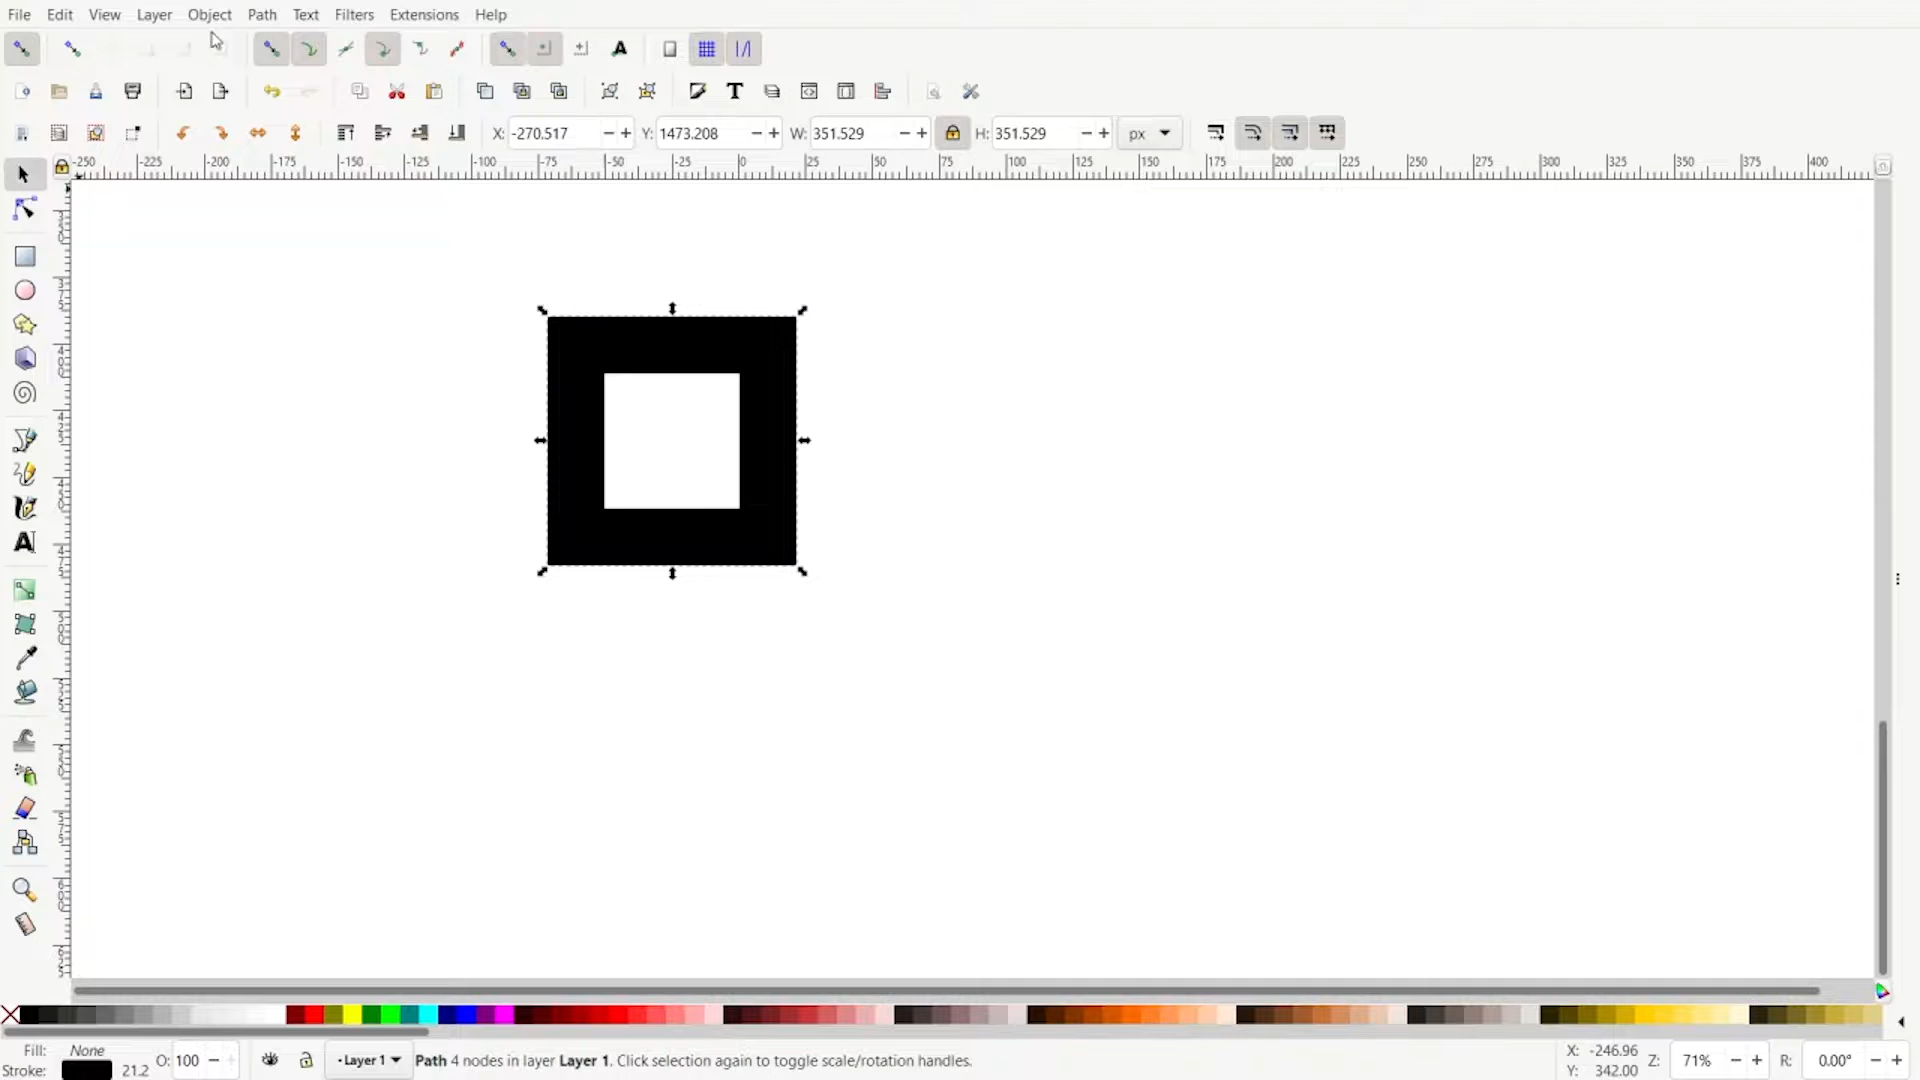 File Edit View Layer Object Path Text Filters Extensions Help
X: -270.517 Y: 1473.208 W: 351.529 H: 351.529 px
-250 -225 -200 -175 -150 -125 -100 -75 -50 -25 0 25 50 75 100 125 150 175 200 225 250 275 300 325 350 375 400
Fill: None O: 100 Layer 1 Path 4 nodes in layer Layer 1. Click selection again to toggle scale/rotation handles. X: -246.96 Z: 71% R: 0.00°
Stroke: 21.2 Y: 342.00